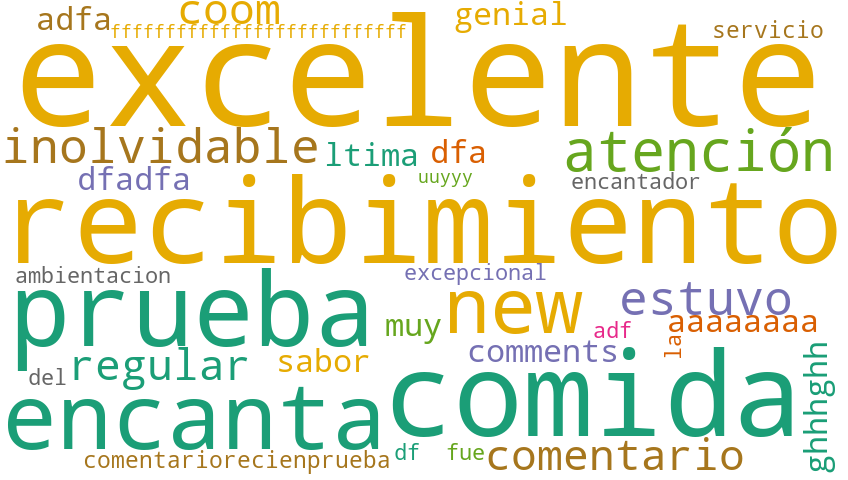 adfa coom genial servicio
ffffffffffffffffffffffffff
excelente
inolvidable ltima dfa atención
dfadfa uuyyy encantador
recibimiento
ambientacion excepcional
prueba new estuvo
muy adf aaaaaaaa
del regular sabor comments la
encanta comida ghhhghh
comentariorecienprueba df fue comentario